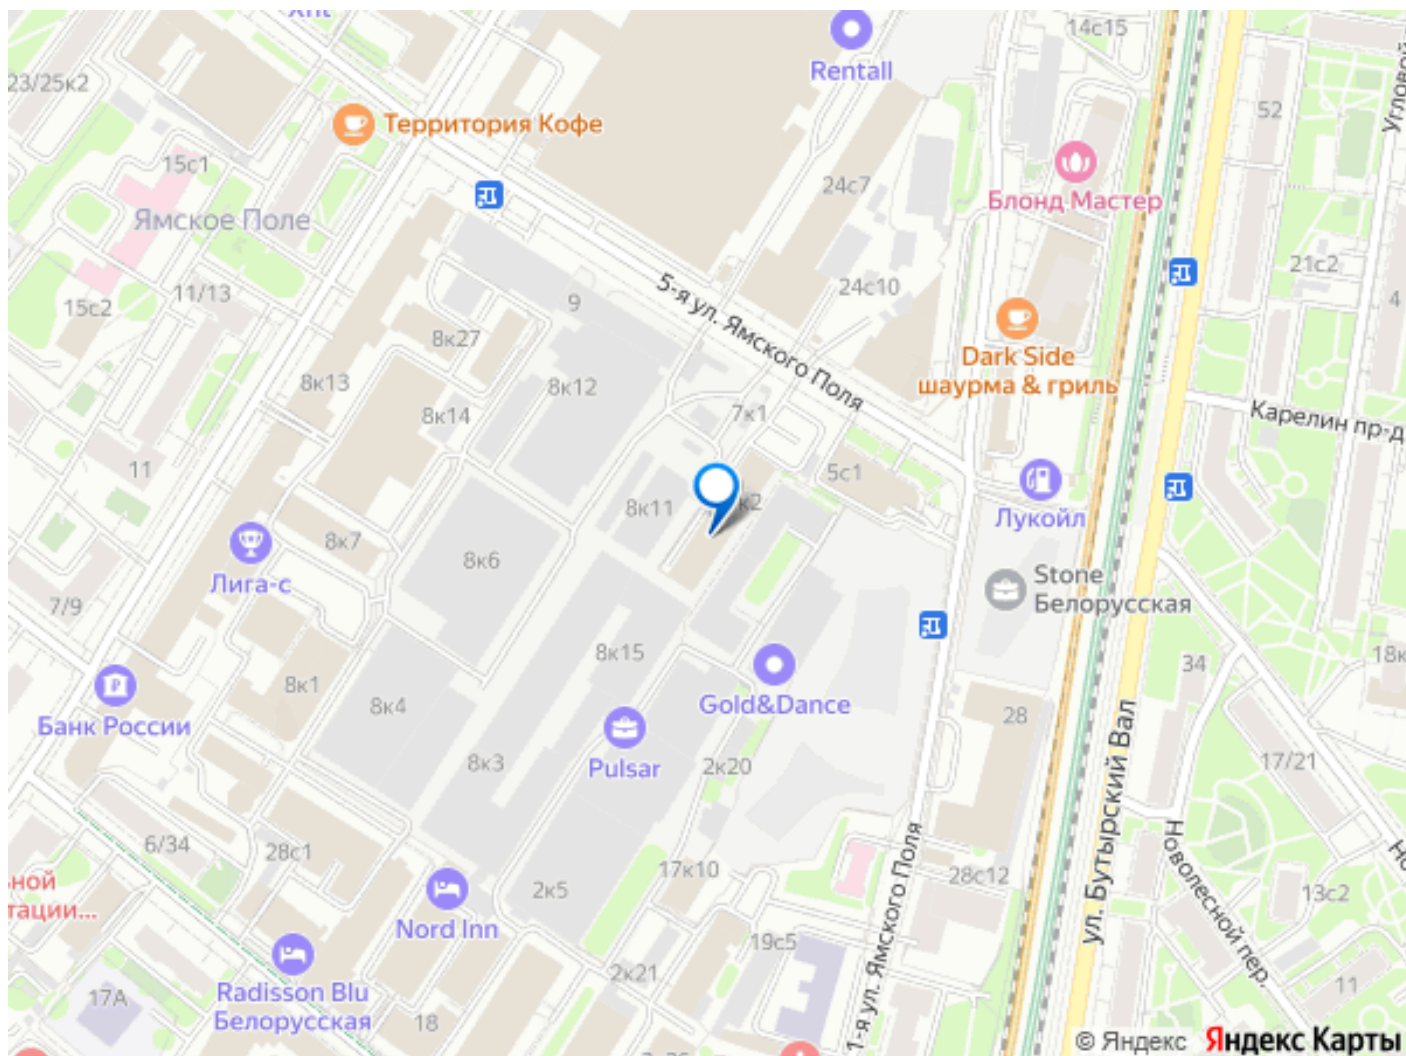 Rentall
14с15
23/25к2
Территория Кофе
52
15с1
24с7
Блонд Мастер
Ямское Поле
21с2
4
11/13
15с2
9
24с10
5-я ул. Ямского Поля
8к27
8к13
8к12
8к14
7к1
Dark Side
шаурма & гриль
Карелин пр-д
11
5с1
8к11
к2
Лукойл
8к7
8к6
Лига-с
Stone
Белорусская
7/9
8к15
34
18к
8к1
8к4
Gold&Dance
28
Банк России
Pulsar
8к3
2к20
17/21
ул. Бутырский Вал
6/34
28с1
17к10
28с12
Новолесной пер.
13с2
2к5
Nord Inn
19с5
1-я ул. Ямского Поля
2к21
17А
Radisson Blu
Белорусская
18
11
© Яндекс Яндекс Карты